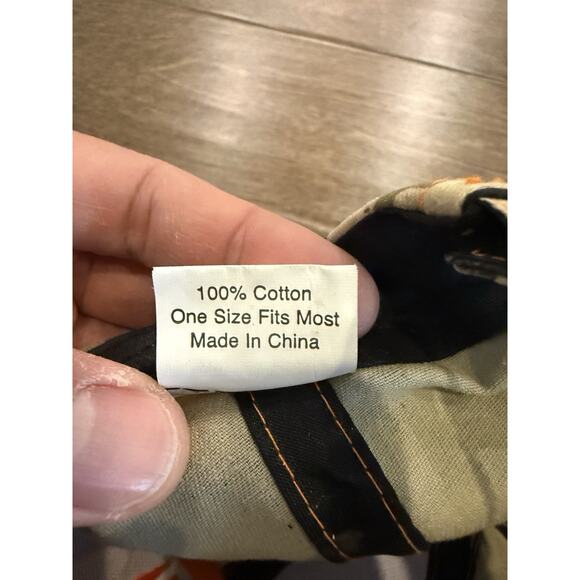 100% Cotton
One Size Fits Most
Made In China